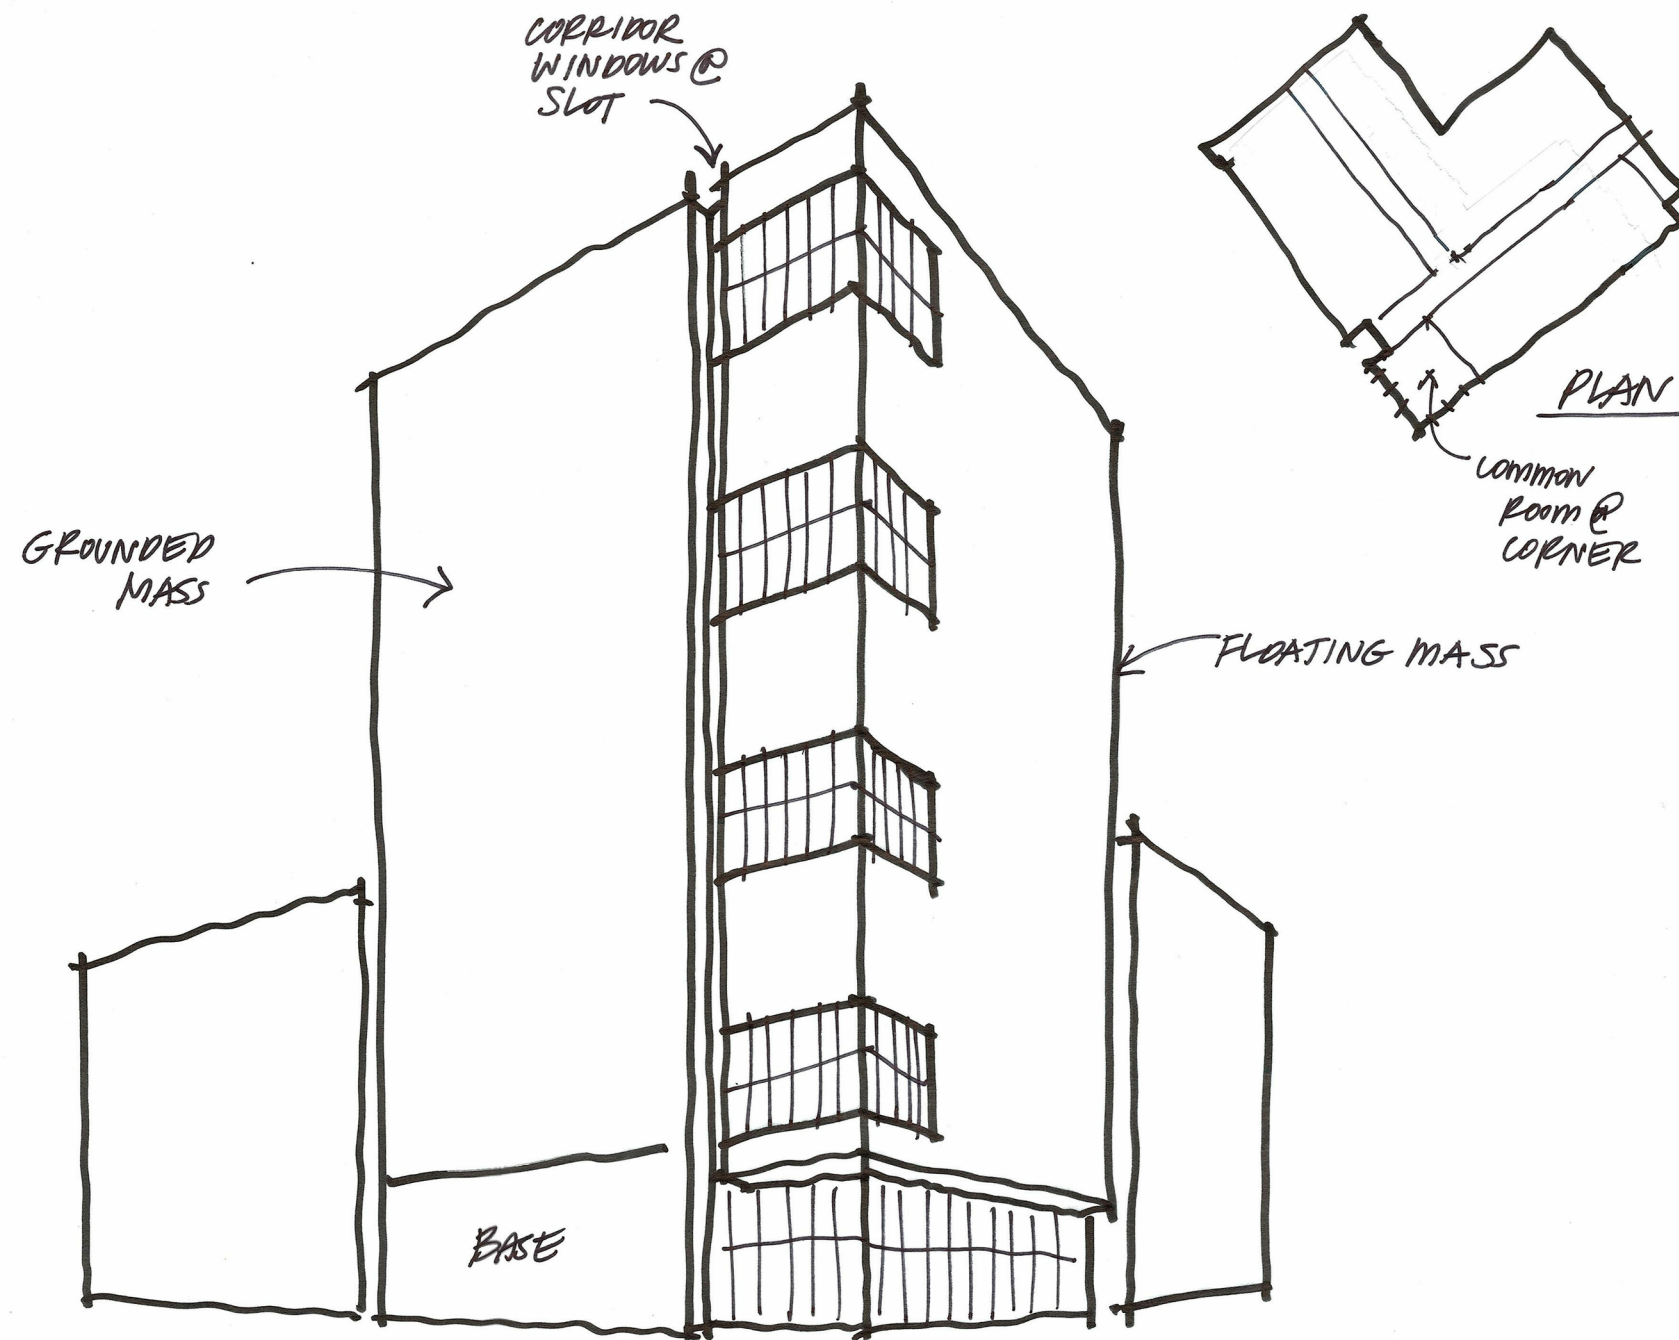 CORRIDOR
WINDOWS @
SLOT
PLAN
COMMON
ROOM @
CORNER
GROUNDED
MASS
FLOATING MASS
BASE